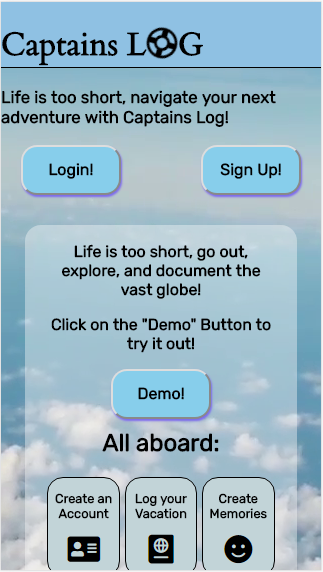 Captains LOG
Life is too short, navigate your next
adventure with Captains Log!
Login!
Sign Up!
Life is too short, go out,
explore, and document the
vast globe!
Click on the "Demo" Button to
try it out!
Demo!
All aboard:
Create an
Account
Log your
Vacation
Create
Memories